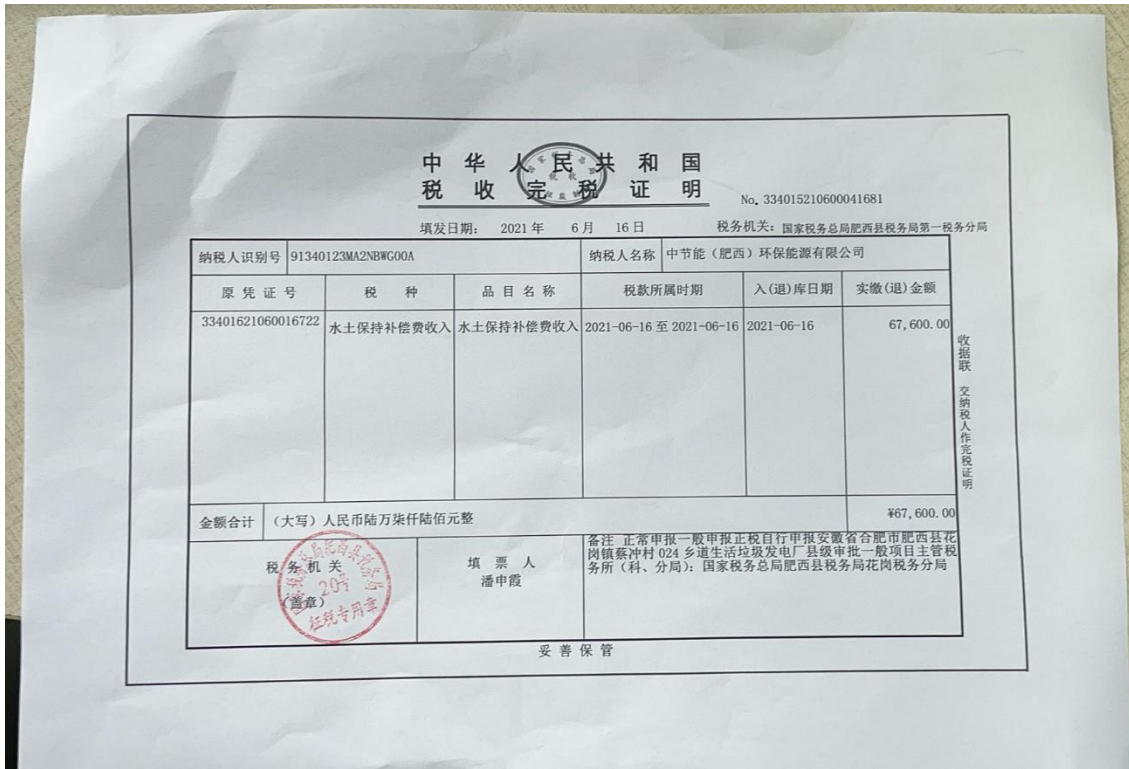 中华人民共和国
税收完税证明
No. 334015210600041681
填发日期: 2021年 6月 16日
税务机关: 国家税务总局肥西县税务局第一税务分局
纳税人识别号 91340123MA2NBWG00A 纳税人名称 中节能（肥西）环保能源有限公司
原凭证号 税种 品目名称 税款所属时期 入(退)库日期 实缴(退)金额
33401621060016722 水土保持补偿费收入 水土保持补偿费收入 2021-06-16 至 2021-06-16 2021-06-16 67,600.00
金额合计 （大写）人民币陆万柒仟陆佰元整 ¥67,600.00
税务机关
（盖章）
20号
征税专用章
填票人
潘申霞
备注 正常申报一般申报正税自行申报安徽省合肥市肥西县花
岗镇蔡冲村 024 乡道生活垃圾发电厂县级审批一般项目主管税
务所（科、分局）：国家税务总局肥西县税务局花岗税务分局
收据联 交纳税人作完税证明
妥善保管